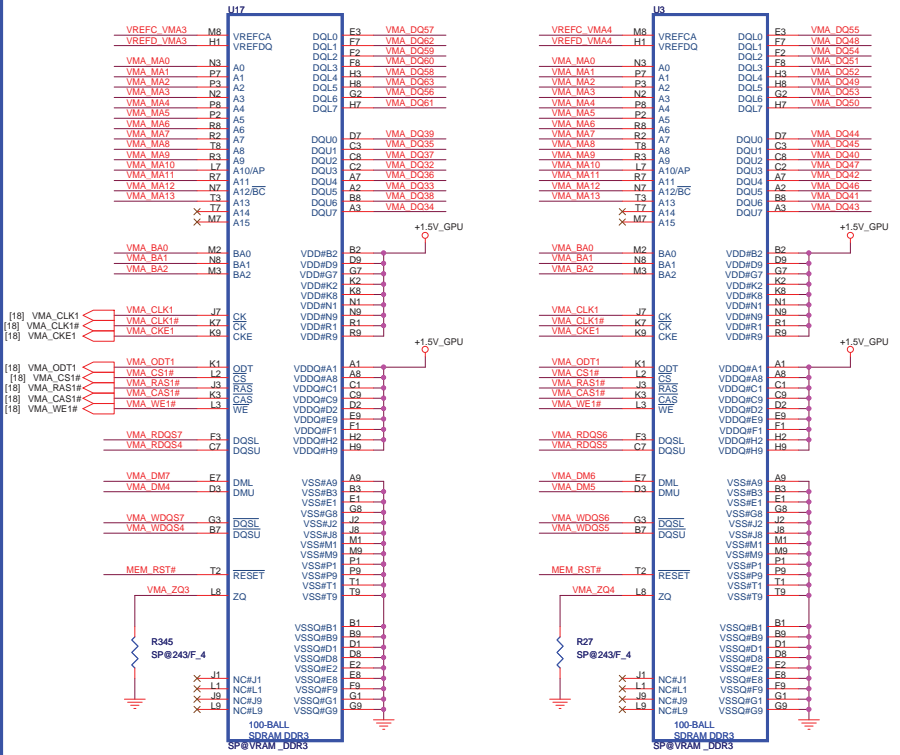 U17
VREFC_VMA3 M8 VREFCA
VREFD_VMA3 H1 VREFDQ
VMA_MA0 N3 A0
VMA_MA1 P7 A1
VMA_MA2 P3 A2
VMA_MA3 N2 A3
VMA_MA4 P8 A4
VMA_MA5 P2 A5
VMA_MA6 R8 A6
VMA_MA7 R2 A7
VMA_MA8 T8 A8
VMA_MA9 R3 A9
VMA_MA10 L7 A10/AP
VMA_MA11 R7 A11
VMA_MA12 N7 A12/BC
VMA_MA13 T3 A13
T7 A14
M7 A15
VMA_BA0 M2 BA0
VMA_BA1 N8 BA1
VMA_BA2 M3 BA2
[18] VMA_CLK1 VMA_CLK1 J7 CK
[18] VMA_CLK1# VMA_CLK1# K7 CK
[18] VMA_CKE1 VMA_CKE1 K9 CKE
[18] VMA_ODT1 VMA_ODT1 K1 ODT
[18] VMA_CS1# VMA_CS1# L2 CS
[18] VMA_RAS1# VMA_RAS1# J3 RAS
[18] VMA_CAS1# VMA_CAS1# K3 CAS
[18] VMA_WE1# VMA_WE1# L3 WE
VMA_RDQS7 F3 DQSL
VMA_RDQS4 C7 DQSU
VMA_DM7 E7 DML
VMA_DM4 D3 DMU
VMA_WDQS7 G3 DQSL
VMA_WDQS4 B7 DQSU
MEM_RST# T2 RESET
VMA_ZQ3 L8 ZQ
R345
SP@243/F_4
J1 NC#J1
L1 NC#L1
J9 NC#J9
L9 NC#L9
DQL0 E3 VMA_DQ57
DQL1 F7 VMA_DQ62
DQL2 F2 VMA_DQ59
DQL3 F8 VMA_DQ60
DQL4 H3 VMA_DQ58
DQL5 H8 VMA_DQ63
DQL6 G2 VMA_DQ56
DQL7 H7 VMA_DQ61
DQU0 D7 VMA_DQ39
DQU1 C3 VMA_DQ35
DQU2 C8 VMA_DQ37
DQU3 C2 VMA_DQ32
DQU4 A7 VMA_DQ36
DQU5 A2 VMA_DQ33
DQU6 B8 VMA_DQ38
DQU7 A3 VMA_DQ34
+1.5V_GPU
VDD#B2 B2
VDD#D9 D9
VDD#G7 G7
VDD#K2 K2
VDD#K8 K8
VDD#N1 N1
VDD#N9 N9
VDD#R1 R1
VDD#R9 R9
+1.5V_GPU
VDDQ#A1 A1
VDDQ#A8 A8
VDDQ#C1 C1
VDDQ#C9 C9
VDDQ#D2 D2
VDDQ#E9 E9
VDDQ#F1 F1
VDDQ#H2 H2
VDDQ#H9 H9
VSS#A9 A9
VSS#B3 B3
VSS#E1 E1
VSS#G8 G8
VSS#J2 J2
VSS#J8 J8
VSS#M1 M1
VSS#M9 M9
VSS#P1 P1
VSS#P9 P9
VSS#T1 T1
VSS#T9 T9
VSSQ#B1 B1
VSSQ#B9 B9
VSSQ#D1 D1
VSSQ#D8 D8
VSSQ#E2 E2
VSSQ#E8 E8
VSSQ#F9 F9
VSSQ#G1 G1
VSSQ#G9 G9
100-BALL
SDRAM DDR3
SP@VRAM _DDR3
U3
VREFC_VMA4 M8 VREFCA
VREFD_VMA4 H1 VREFDQ
VMA_MA0 N3 A0
VMA_MA1 P7 A1
VMA_MA2 P3 A2
VMA_MA3 N2 A3
VMA_MA4 P8 A4
VMA_MA5 P2 A5
VMA_MA6 R8 A6
VMA_MA7 R2 A7
VMA_MA8 T8 A8
VMA_MA9 R3 A9
VMA_MA10 L7 A10/AP
VMA_MA11 R7 A11
VMA_MA12 N7 A12/BC
VMA_MA13 T3 A13
T7 A14
M7 A15
VMA_BA0 M2 BA0
VMA_BA1 N8 BA1
VMA_BA2 M3 BA2
VMA_CLK1 J7 CK
VMA_CLK1# K7 CK
VMA_CKE1 K9 CKE
VMA_ODT1 K1 ODT
VMA_CS1# L2 CS
VMA_RAS1# J3 RAS
VMA_CAS1# K3 CAS
VMA_WE1# L3 WE
VMA_RDQS6 F3 DQSL
VMA_RDQS5 C7 DQSU
VMA_DM6 E7 DML
VMA_DM5 D3 DMU
VMA_WDQS6 G3 DQSL
VMA_WDQS5 B7 DQSU
MEM_RST# T2 RESET
VMA_ZQ4 L8 ZQ
R27
SP@243/F_4
J1 NC#J1
L1 NC#L1
J9 NC#J9
L9 NC#L9
DQL0 E3 VMA_DQ55
DQL1 F7 VMA_DQ48
DQL2 F2 VMA_DQ54
DQL3 F8 VMA_DQ51
DQL4 H3 VMA_DQ52
DQL5 H8 VMA_DQ49
DQL6 G2 VMA_DQ53
DQL7 H7 VMA_DQ50
DQU0 D7 VMA_DQ44
DQU1 C3 VMA_DQ45
DQU2 C8 VMA_DQ40
DQU3 C2 VMA_DQ47
DQU4 A7 VMA_DQ42
DQU5 A2 VMA_DQ46
DQU6 B8 VMA_DQ41
DQU7 A3 VMA_DQ43
+1.5V_GPU
VDD#B2 B2
VDD#D9 D9
VDD#G7 G7
VDD#K2 K2
VDD#K8 K8
VDD#N1 N1
VDD#N9 N9
VDD#R1 R1
VDD#R9 R9
+1.5V_GPU
VDDQ#A1 A1
VDDQ#A8 A8
VDDQ#C1 C1
VDDQ#C9 C9
VDDQ#D2 D2
VDDQ#E9 E9
VDDQ#F1 F1
VDDQ#H2 H2
VDDQ#H9 H9
VSS#A9 A9
VSS#B3 B3
VSS#E1 E1
VSS#G8 G8
VSS#J2 J2
VSS#J8 J8
VSS#M1 M1
VSS#M9 M9
VSS#P1 P1
VSS#P9 P9
VSS#T1 T1
VSS#T9 T9
VSSQ#B1 B1
VSSQ#B9 B9
VSSQ#D1 D1
VSSQ#D8 D8
VSSQ#E2 E2
VSSQ#E8 E8
VSSQ#F9 F9
VSSQ#G1 G1
VSSQ#G9 G9
100-BALL
SDRAM DDR3
SP@VRAM _DDR3